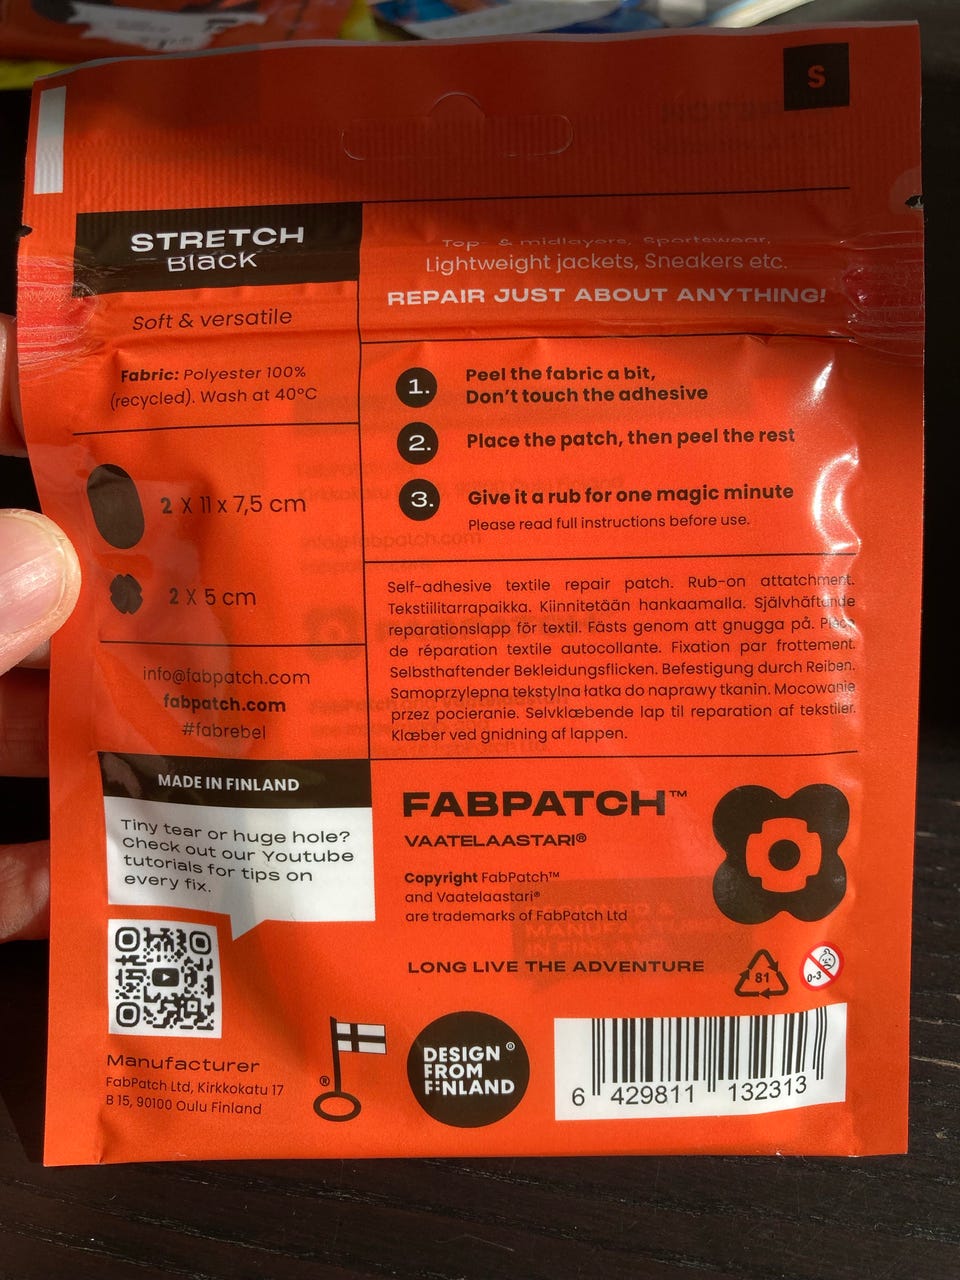 S
STRETCH
Black
Soft & versatile
Fabric: Polyester 100%
(recycled). Wash at 40°C
2 X 11 x 7,5 cm
2 X 5 cm
info@fabpatch.com
fabpatch.com
#fabrebel
MADE IN FINLAND
Tiny tear or huge hole?
Check out our Youtube
tutorials for tips on
every fix.
Manufacturer
FabPatch Ltd, Kirkkokatu 17
B 15, 90100 Oulu Finland
Top- & midlayers, Sportswear,
Lightweight jackets, Sneakers etc.
REPAIR JUST ABOUT ANYTHING!
1.
Peel the fabric a bit,
Don't touch the adhesive
2.
Place the patch, then peel the rest
3.
Give it a rub for one magic minute
Please read full instructions before use.
Self-adhesive textile repair patch. Rub-on attatchment.
Tekstiilitarrapaikka. Kiinnitetään hankaamalla. Självhäftande
reparationslapp för textil. Fästs genom att gnugga på. Pièce
de réparation textile autocollante. Fixation par frottement.
Selbsthaftender Bekleidungsflicken. Befestigung durch Reiben.
Samoprzylepna tekstylna łatka do naprawy tkanin. Mocowanie
przez pocieranie. Selvklæbende lap til reparation af tekstiler.
Klæber ved gnidning af lappen.
FABPATCH™
VAATELAASTARI®
Copyright FabPatch™
and Vaatelaastari®
are trademarks of FabPatch Ltd
LONG LIVE THE ADVENTURE
81
0-3
®
DESIGN ®
FROM
FINLAND
6 429811 132313